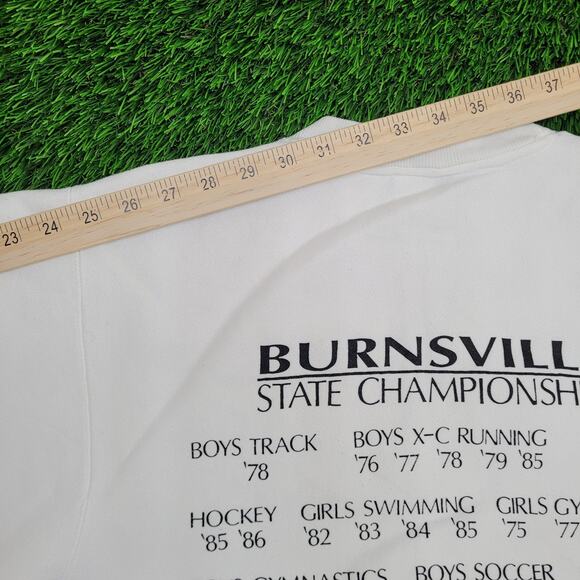 23 24 25 26 27 28 29 30 31 32 33 34 35 36 37
BURNSVILL
STATE CHAMPIONSH
BOYS TRACK BOYS X-C RUNNING
'78 '76 '77 '78 '79 '85
HOCKEY GIRLS SWIMMING GIRLS GY
'85 '86 '82 '83 '84 '85 '75 '77
GYMNASTICS BOYS SOCCER